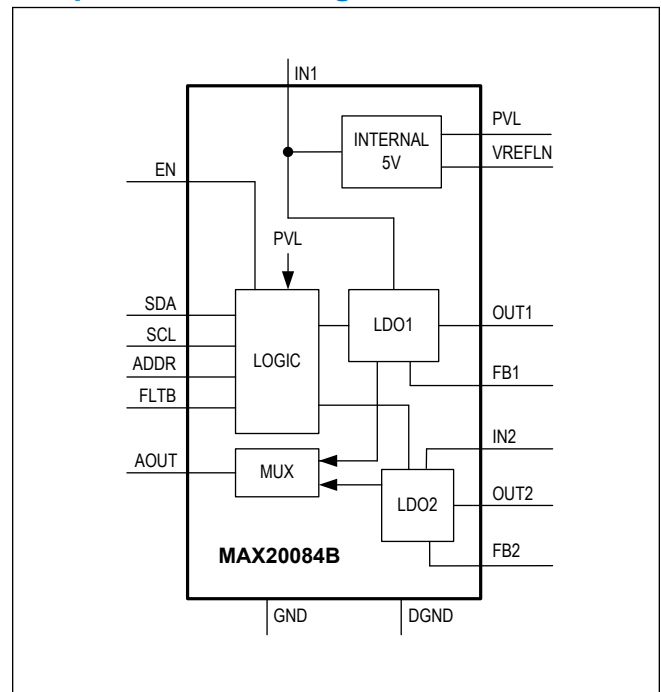 IN1
INTERNAL
5V
PVL
VREFLN
EN
PVL
SDA
SCL
ADDR
FLTB
LOGIC
LDO1
OUT1
FB1
IN2
AOUT
MUX
LDO2
OUT2
FB2
MAX20084B
GND
DGND